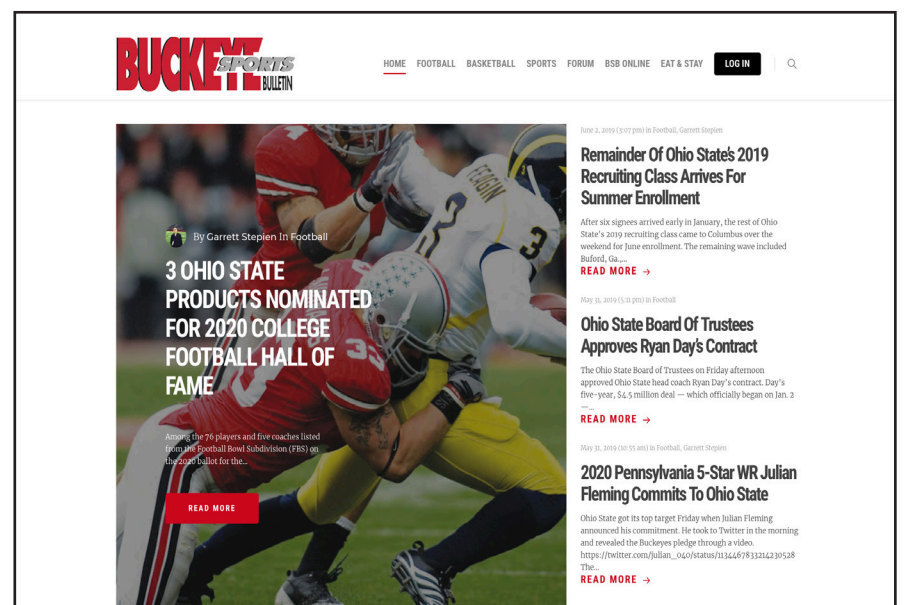 BUCKEYE
SPORTS
BULLETIN
HOME FOOTBALL BASKETBALL SPORTS FORUM BSB ONLINE EAT & STAY LOG IN
By Garrett Stepien In Football
3 OHIO STATE
PRODUCTS NOMINATED
FOR 2020 COLLEGE
FOOTBALL HALL OF
FAME
Among the 76 players and five coaches listed
from the Football Bowl Subdivision (FBS) on
the 2020 ballot for the...
READ MORE
TEAGIN
3
3
33
June 2, 2019 (3:07 pm) in Football, Garrett Stepien
Remainder Of Ohio State's 2019
Recruiting Class Arrives For
Summer Enrollment
After six signees arrived early in January, the rest of Ohio
State's 2019 recruiting class came to Columbus over the
weekend for June enrollment. The remaining wave included
Buford, Ga.,...
READ MORE →
May 31, 2019 (5:11 pm) in Football
Ohio State Board Of Trustees
Approves Ryan Day's Contract
The Ohio State Board of Trustees on Friday afternoon
approved Ohio State head coach Ryan Day's contract. Day's
five-year, $4.5 million deal — which officially began on Jan. 2
—...
READ MORE →
May 31, 2019 (10:55 am) in Football, Garrett Stepien
2020 Pennsylvania 5-Star WR Julian
Fleming Commits To Ohio State
Ohio State got its top target Friday when Julian Fleming
announced his commitment. He took to Twitter in the morning
and revealed the Buckeyes pledge through a video.
https://twitter.com/julian_040/status/1134467833214230528
The...
READ MORE →